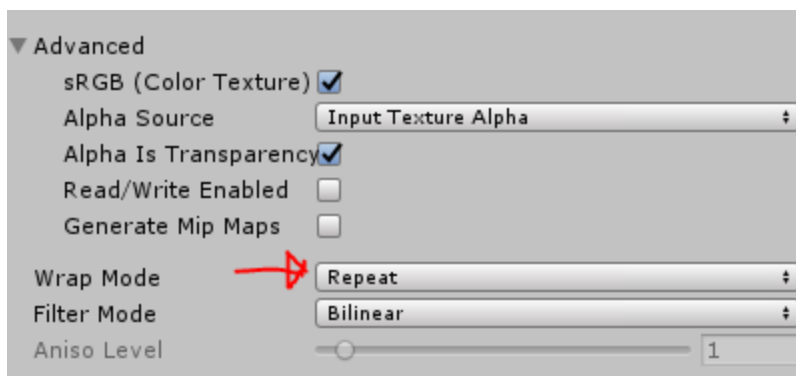 Advanced
sRGB (Color Texture)
Alpha Source Input Texture Alpha
Alpha Is Transparency
Read/Write Enabled
Generate Mip Maps
Wrap Mode Repeat
Filter Mode Bilinear
Aniso Level 1